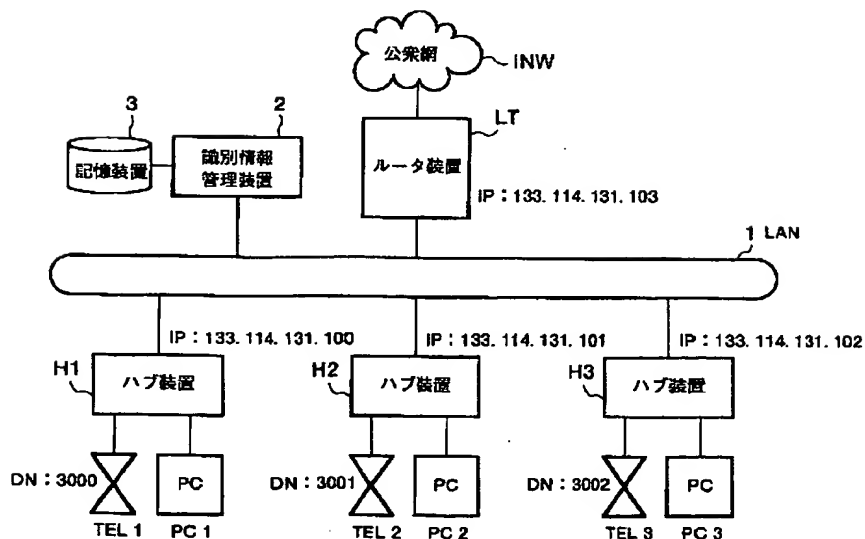 公衆網
INW
3
2
LT
記憶装置
識別情報
管理装置
ルータ装置
IP：133. 114. 131. 103
1 LAN
IP：133. 114. 131. 100
IP：133. 114. 131. 101
IP：133. 114. 131. 102
H1
ハブ装置
H2
ハブ装置
H3
ハブ装置
DN：3000
PC
DN：3001
PC
DN：3002
PC
TEL 1
PC 1
TEL 2
PC 2
TEL 3
PC 3